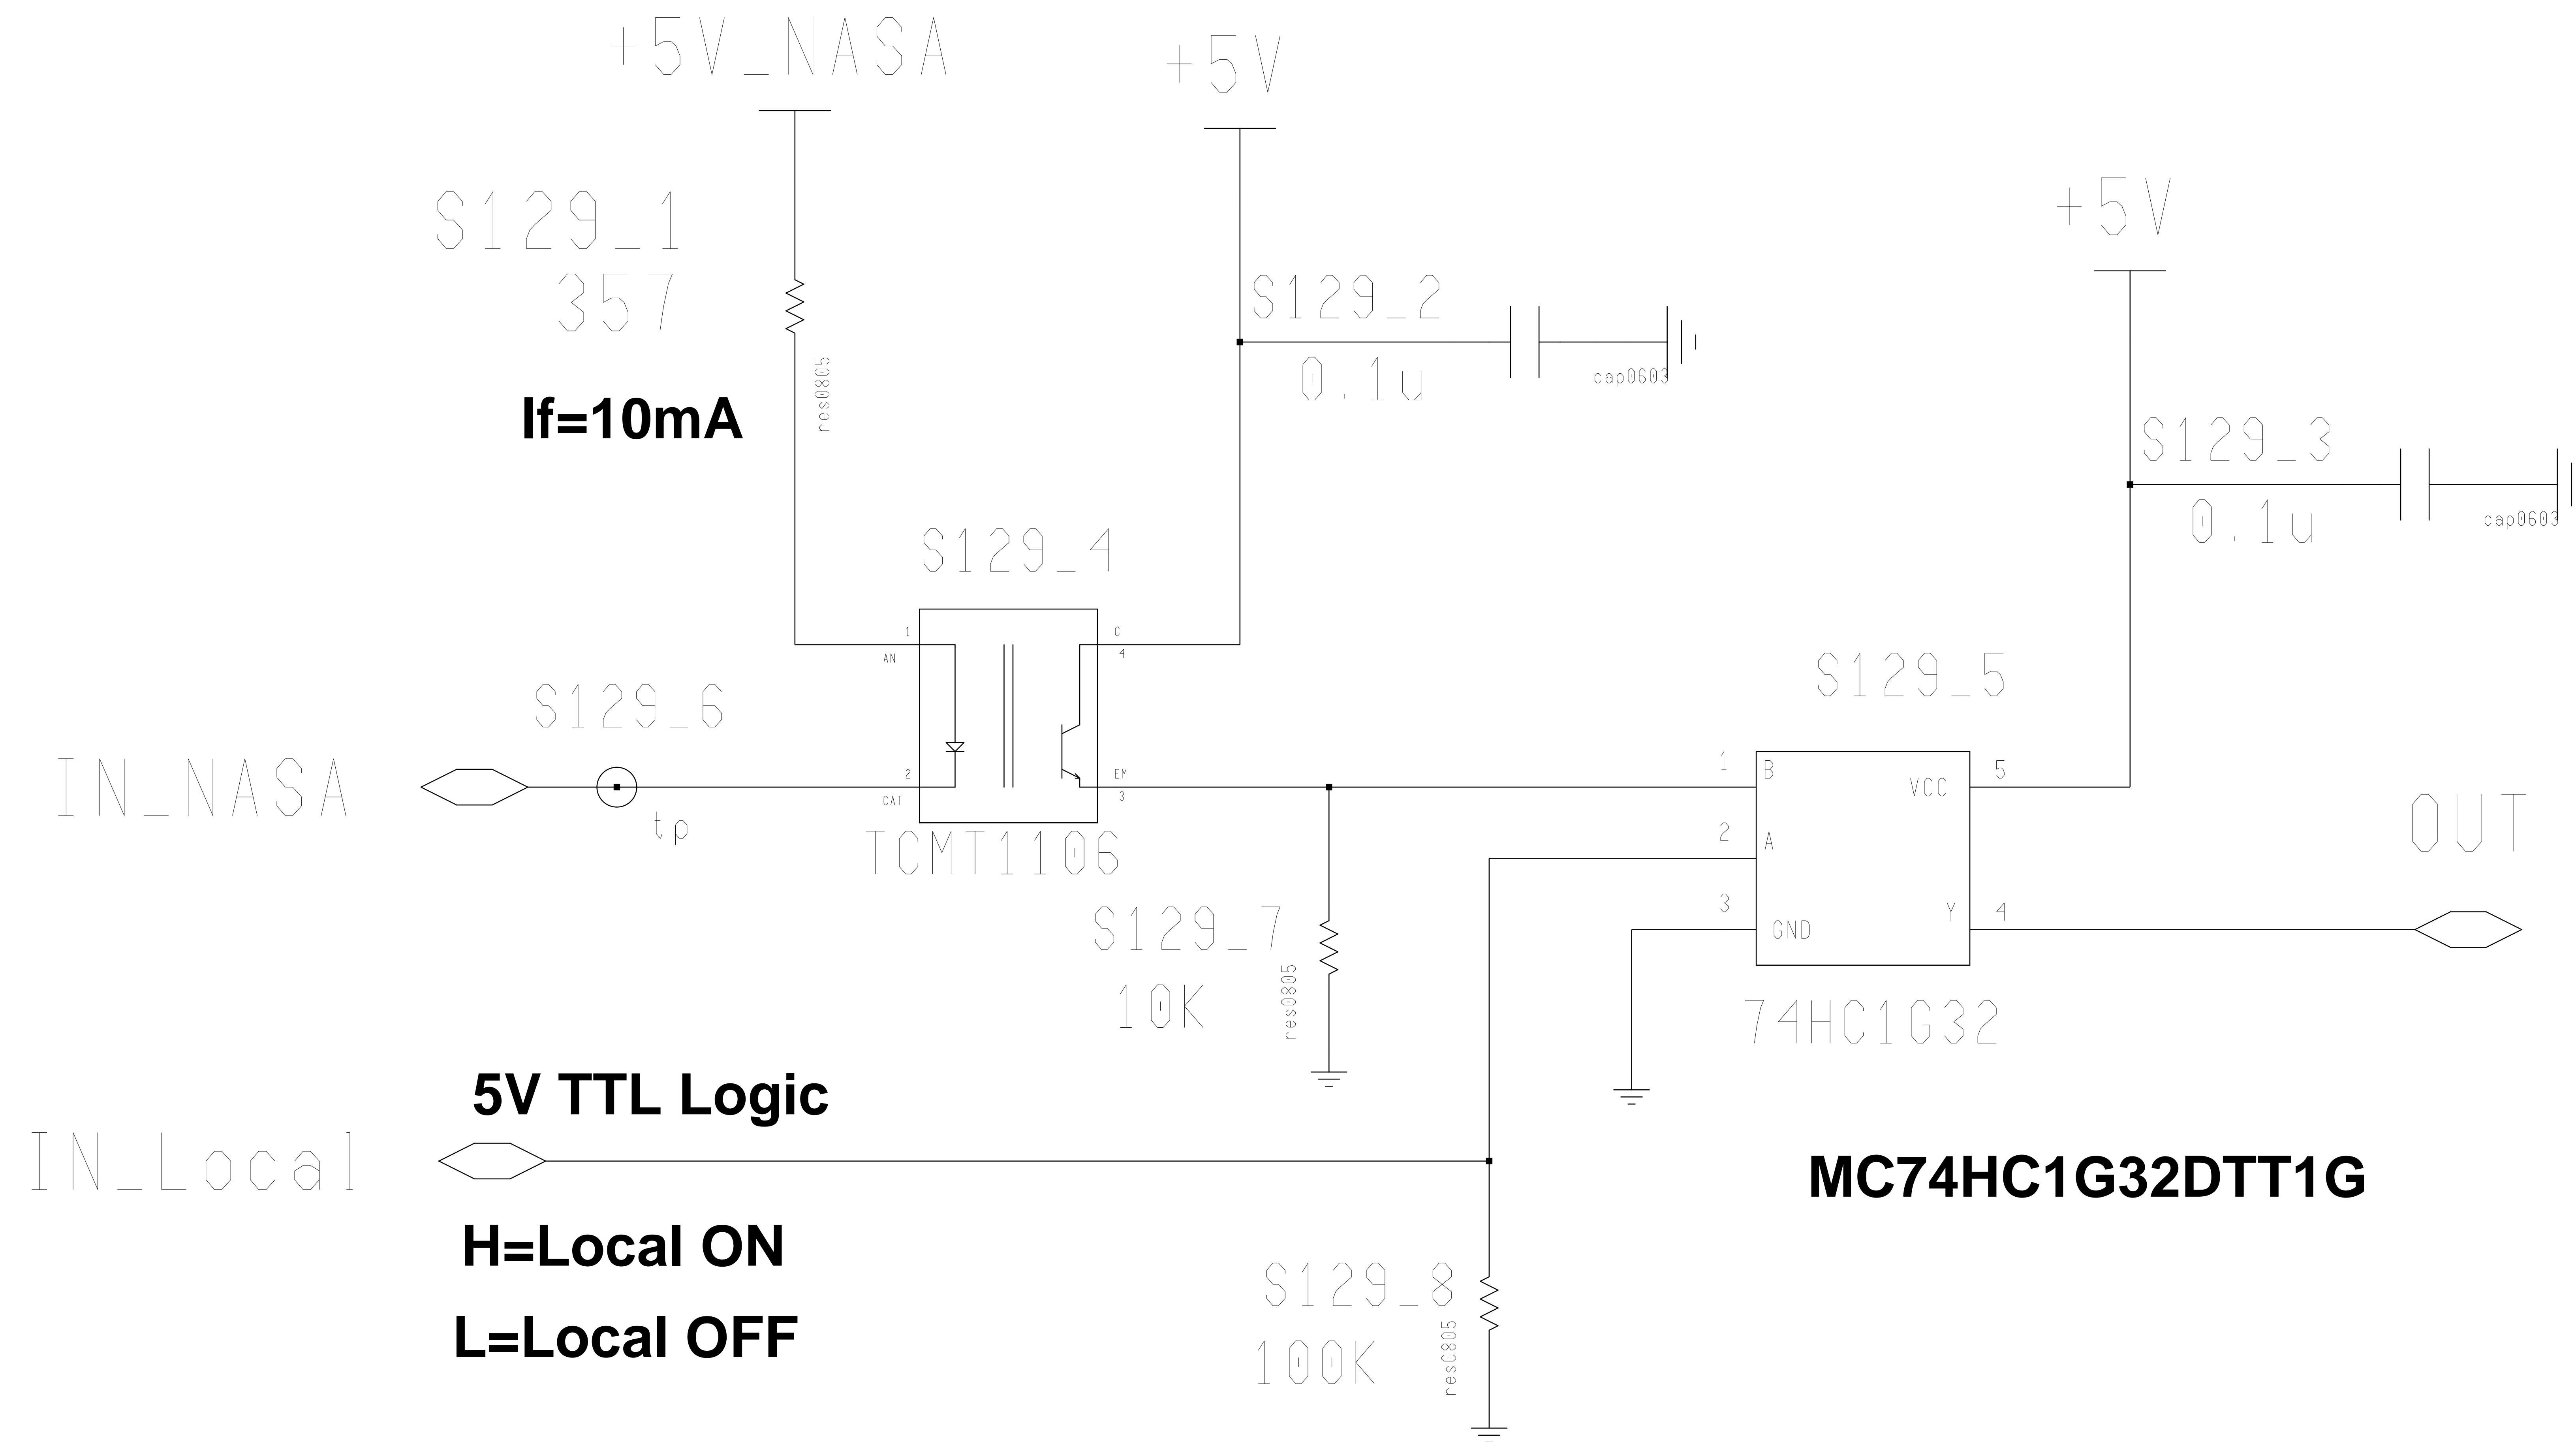 +5V_NASA
+5V
+5V
S129_1
357
res0805
If=10mA
S129_2
0.1u
cap0603
S129_3
0.1u
cap0603
S129_4
1
AN
C
4
2
CAT
EM
3
TCMT1106
IN_NASA
S129_6
tp
S129_5
1
B
VCC
5
2
A
3
GND
Y
4
74HC1G32
OUT
S129_7
10K
res0805
5V TTL Logic
IN_Local
H=Local ON
L=Local OFF
MC74HC1G32DTT1G
S129_8
100K
res0805